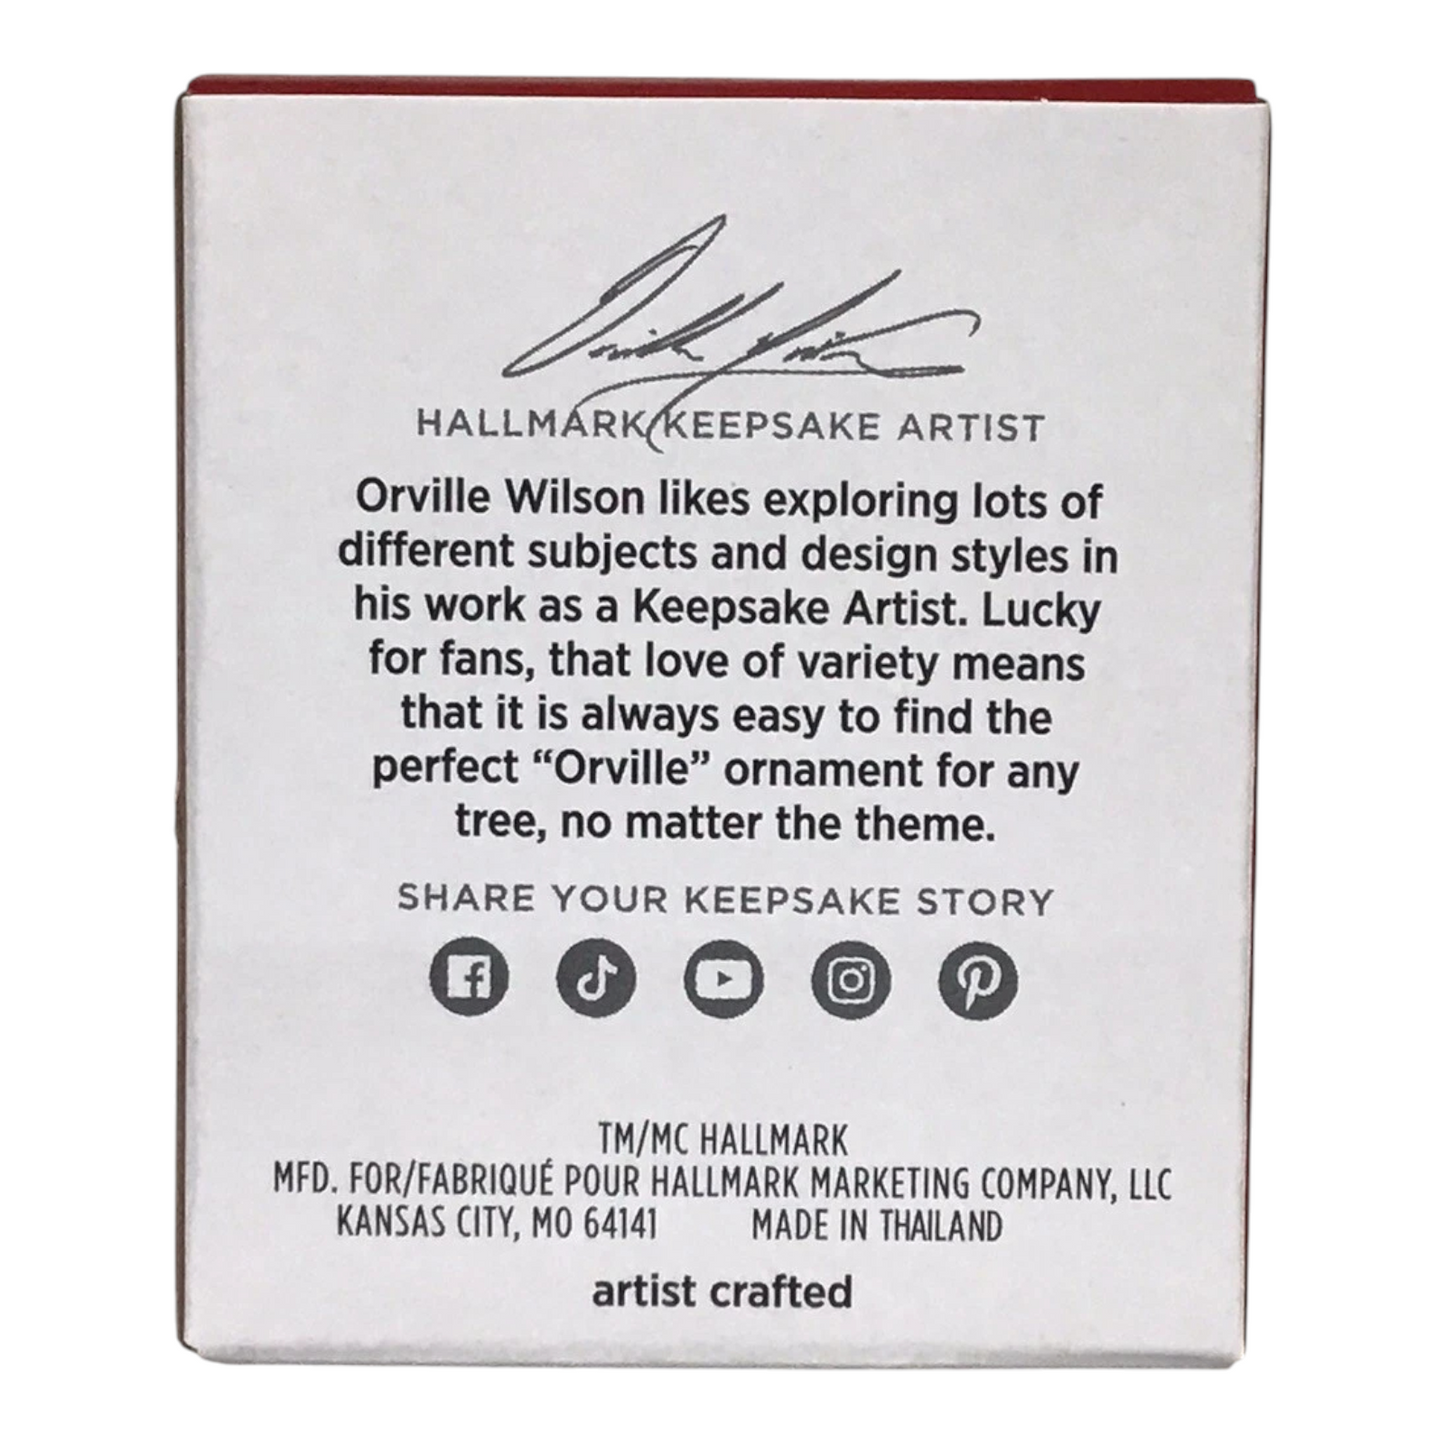 Orville Wilson
HALLMARK KEEPSAKE ARTIST
Orville Wilson likes exploring lots of
different subjects and design styles in
his work as a Keepsake Artist. Lucky
for fans, that love of variety means
that it is always easy to find the
perfect “Orville” ornament for any
tree, no matter the theme.
SHARE YOUR KEEPSAKE STORY
TM/MC HALLMARK
MFD. FOR/FABRIQUÉ POUR HALLMARK MARKETING COMPANY, LLC
KANSAS CITY, MO 64141 MADE IN THAILAND
artist crafted